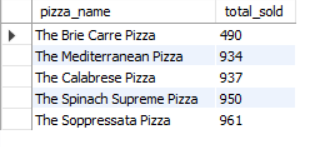 pizza_name total_sold
The Brie Carre Pizza 490
The Mediterranean Pizza 934
The Calabrese Pizza 937
The Spinach Supreme Pizza 950
The Soppressata Pizza 961